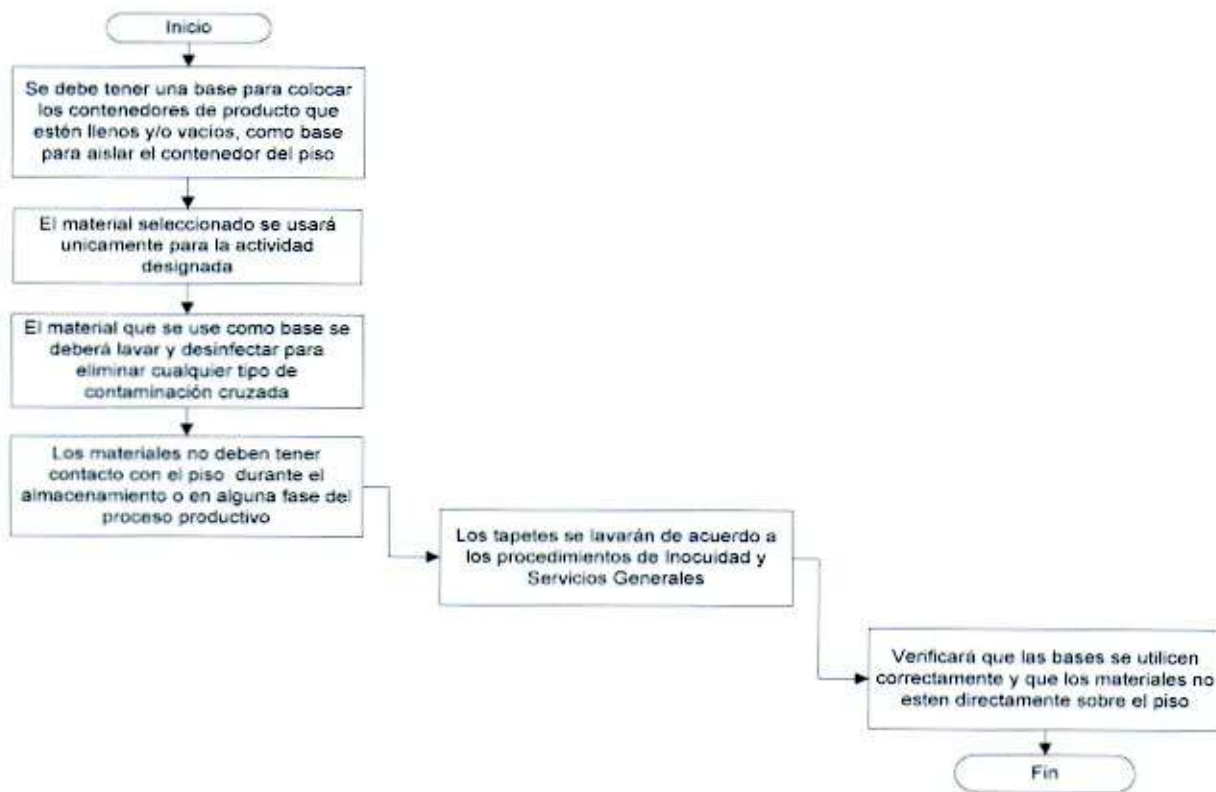 Inicio
Se debe tener una base para colocar
los contenedores de producto que
estén llenos y/o vacíos, como base
para aislar el contenedor del piso
El material seleccionado se usará
unicamente para la actividad
designada
El material que se use como base se
deberá lavar y desinfectar para
eliminar cualquier tipo de
contaminación cruzada
Los materiales no deben tener
contacto con el piso durante el
almacenamiento o en alguna fase del
proceso productivo
Los tapetes se lavarán de acuerdo a
los procedimientos de Inocuidad y
Servicios Generales
Verificará que las bases se utilicen
correctamente y que los materiales no
esten directamente sobre el piso
Fin